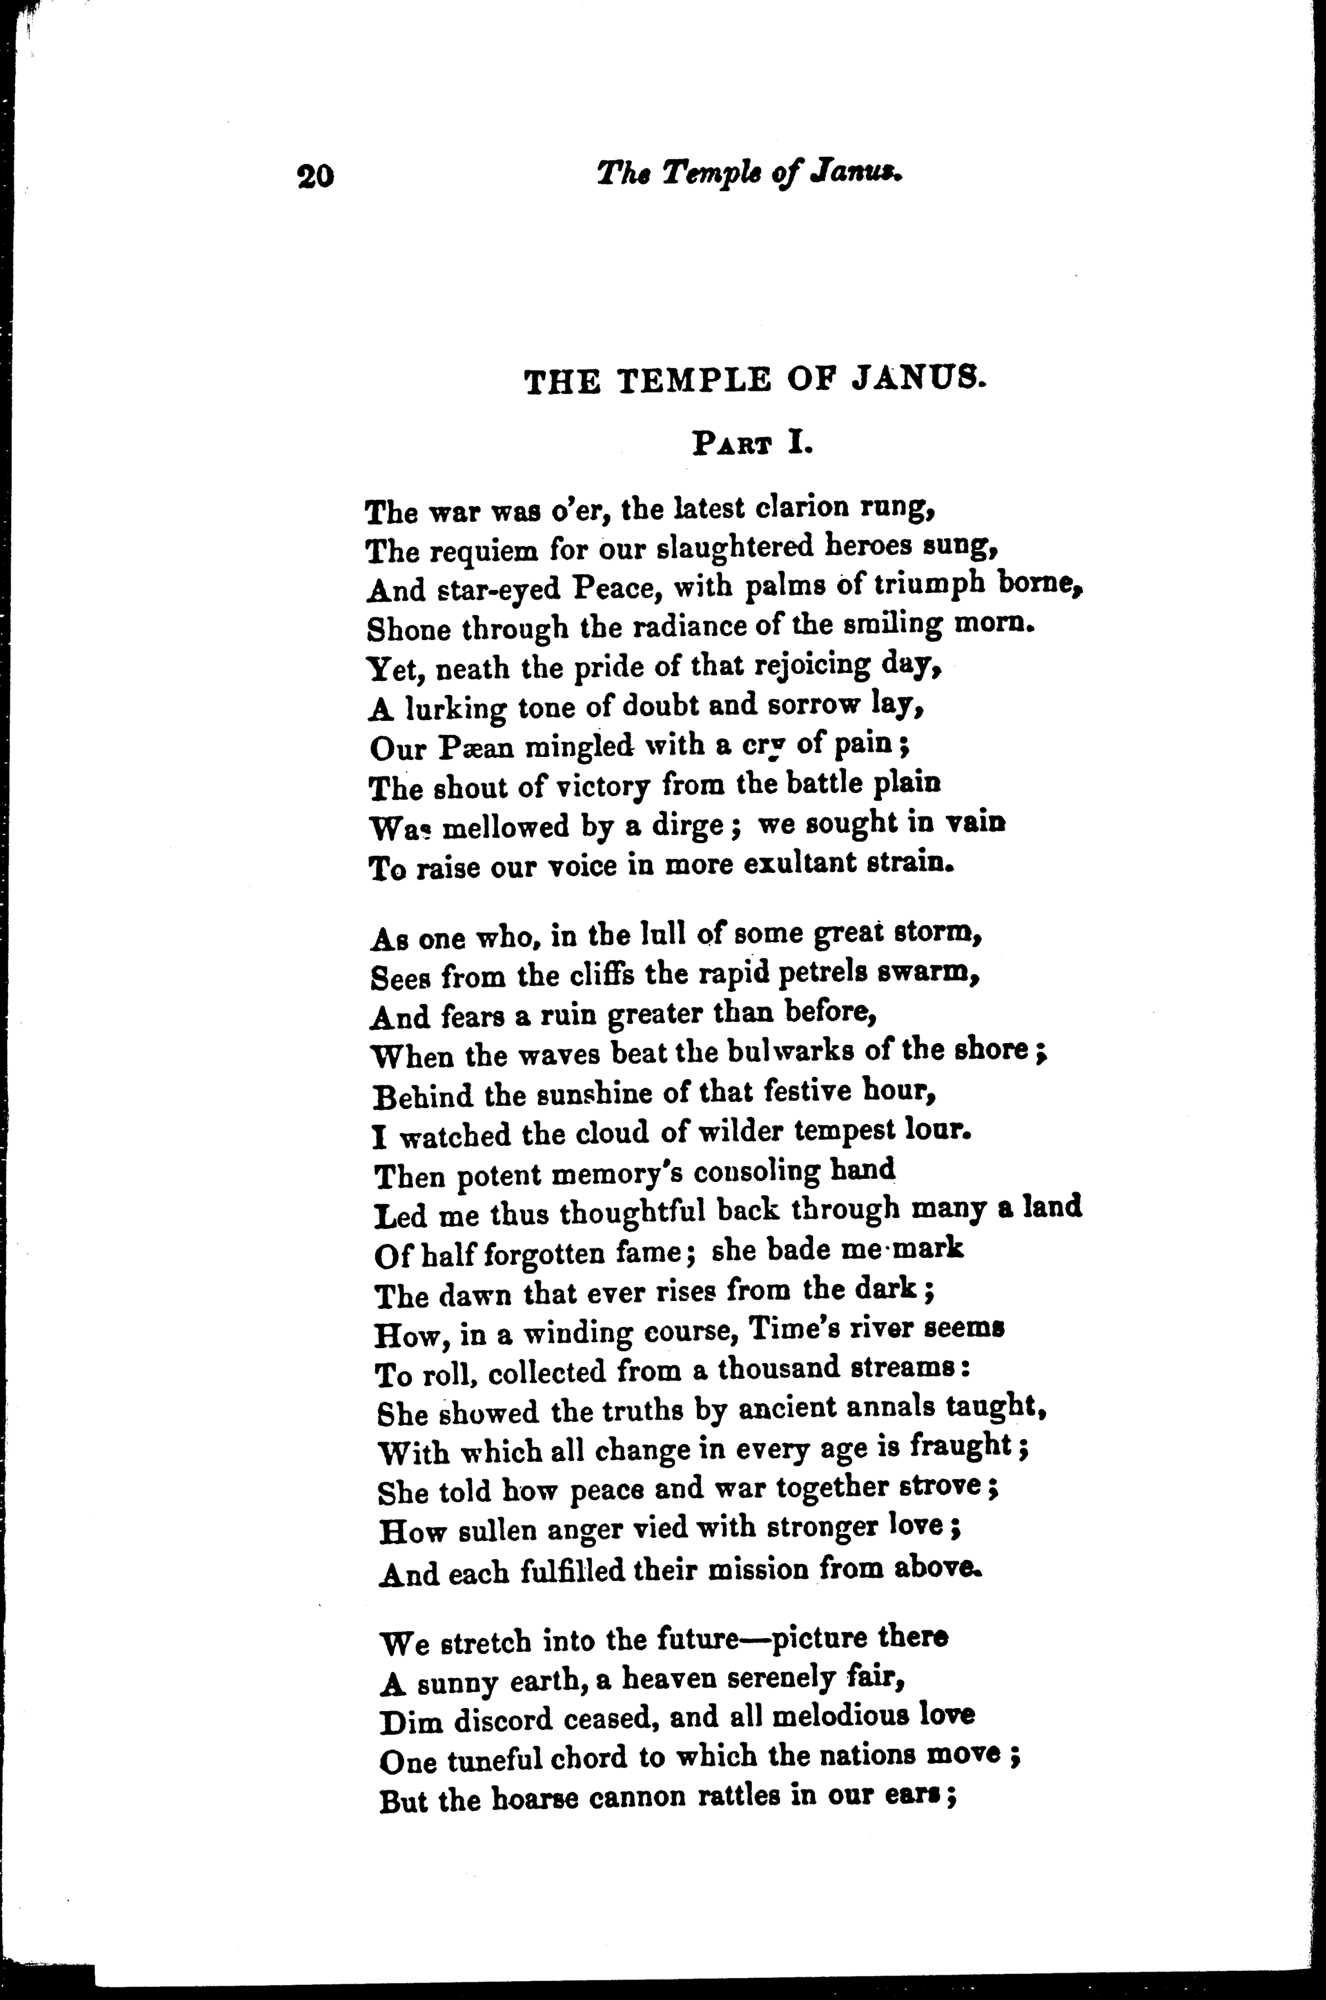 20 The Temple of Janus.
THE TEMPLE OF JANUS.
PART I.
The war was o'er, the latest clarion rung,
The requiem for our slaughtered heroes sung,
And star-eyed Peace, with palms of triumph borne,
Shone through the radiance of the smiling morn.
Yet, neath the pride of that rejoicing day,
A lurking tone of doubt and sorrow lay,
Our Pæan mingled with a cry of pain;
The shout of victory from the battle plain
Was mellowed by a dirge; we sought in vain
To raise our voice in more exultant strain.
As one who, in the lull of some great storm,
Sees from the cliffs the rapid petrels swarm,
And fears a ruin greater than before,
When the waves beat the bulwarks of the shore;
Behind the sunshine of that festive hour,
I watched the cloud of wilder tempest lour.
Then potent memory's consoling hand
Led me thus thoughtful back through many a land
Of half forgotten fame; she bade me mark
The dawn that ever rises from the dark;
How, in a winding course, Time's river seems
To roll, collected from a thousand streams:
She showed the truths by ancient annals taught,
With which all change in every age is fraught;
She told how peace and war together strove;
How sullen anger vied with stronger love;
And each fulfilled their mission from above.
We stretch into the future—picture there
A sunny earth, a heaven serenely fair,
Dim discord ceased, and all melodious love
One tuneful chord to which the nations move;
But the hoarse cannon rattles in our ears;